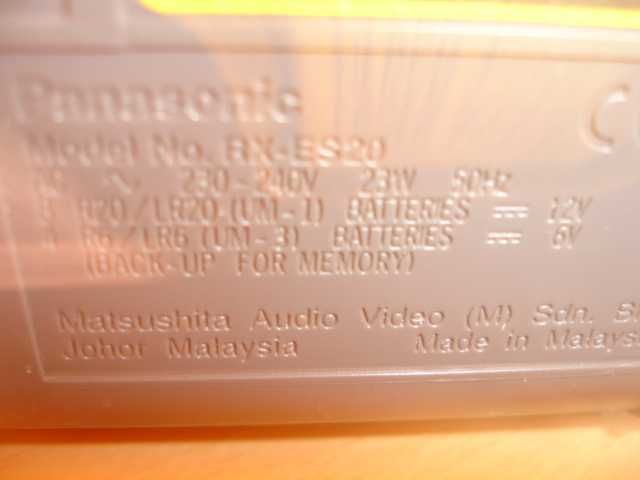 Panasonic C
Model No. RX-ES20
∿ 230-240V 23W 50Hz
R20/LR20 (UM-1) BATTERIES ⎓ 12V
R6/LR6 (UM-3) BATTERIES ⎓ 6V
(BACK-UP FOR MEMORY)
Matsushita Audio Video (M) Sdn.
Johor Malaysia Made in Malays